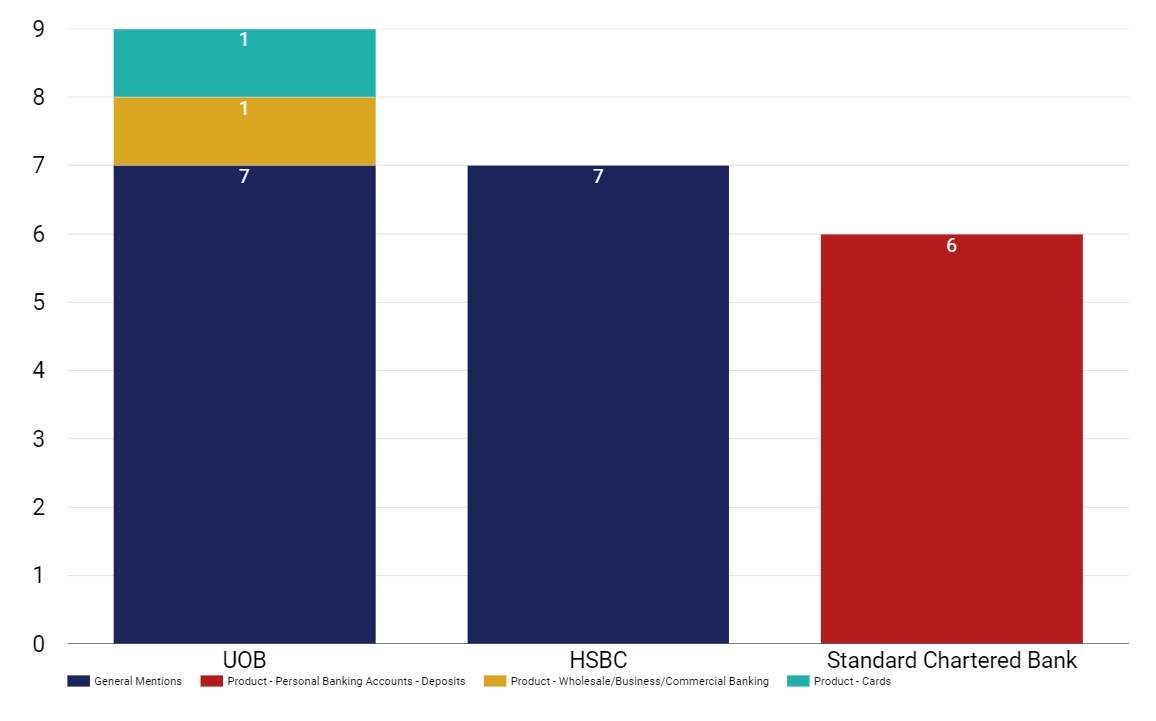 9
1
8
1
7
7
7
6
6
5
4
3
2
1
0
UOB
HSBC
Standard Chartered Bank
General Mentions
Product - Personal Banking Accounts - Deposits
Product - Wholesale/Business/Commercial Banking
Product - Cards